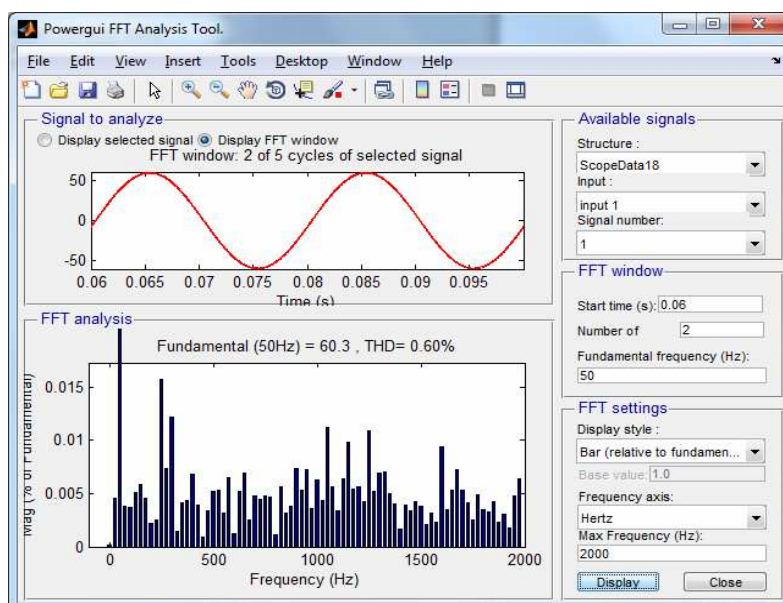 Powergui FFT Analysis Tool.
File Edit View Insert Tools Desktop Window Help
Signal to analyze
Display selected signal Display FFT window
FFT window: 2 of 5 cycles of selected signal
50
0
-50
0.06 0.065 0.07 0.075 0.08 0.085 0.09 0.095
Time (s)
FFT analysis
Fundamental (50Hz) = 60.3 , THD= 0.60%
Mag (% of Fundamental)
0.015
0.01
0.005
0
0 500 1000 1500 2000
Frequency (Hz)
Available signals
Structure :
ScopeData18
Input :
input 1
Signal number:
1
FFT window
Start time (s): 0.06
Number of 2
Fundamental frequency (Hz):
50
FFT settings
Display style :
Bar (relative to fundamen...
Base value: 1.0
Frequency axis:
Hertz
Max Frequency (Hz):
2000
Display Close